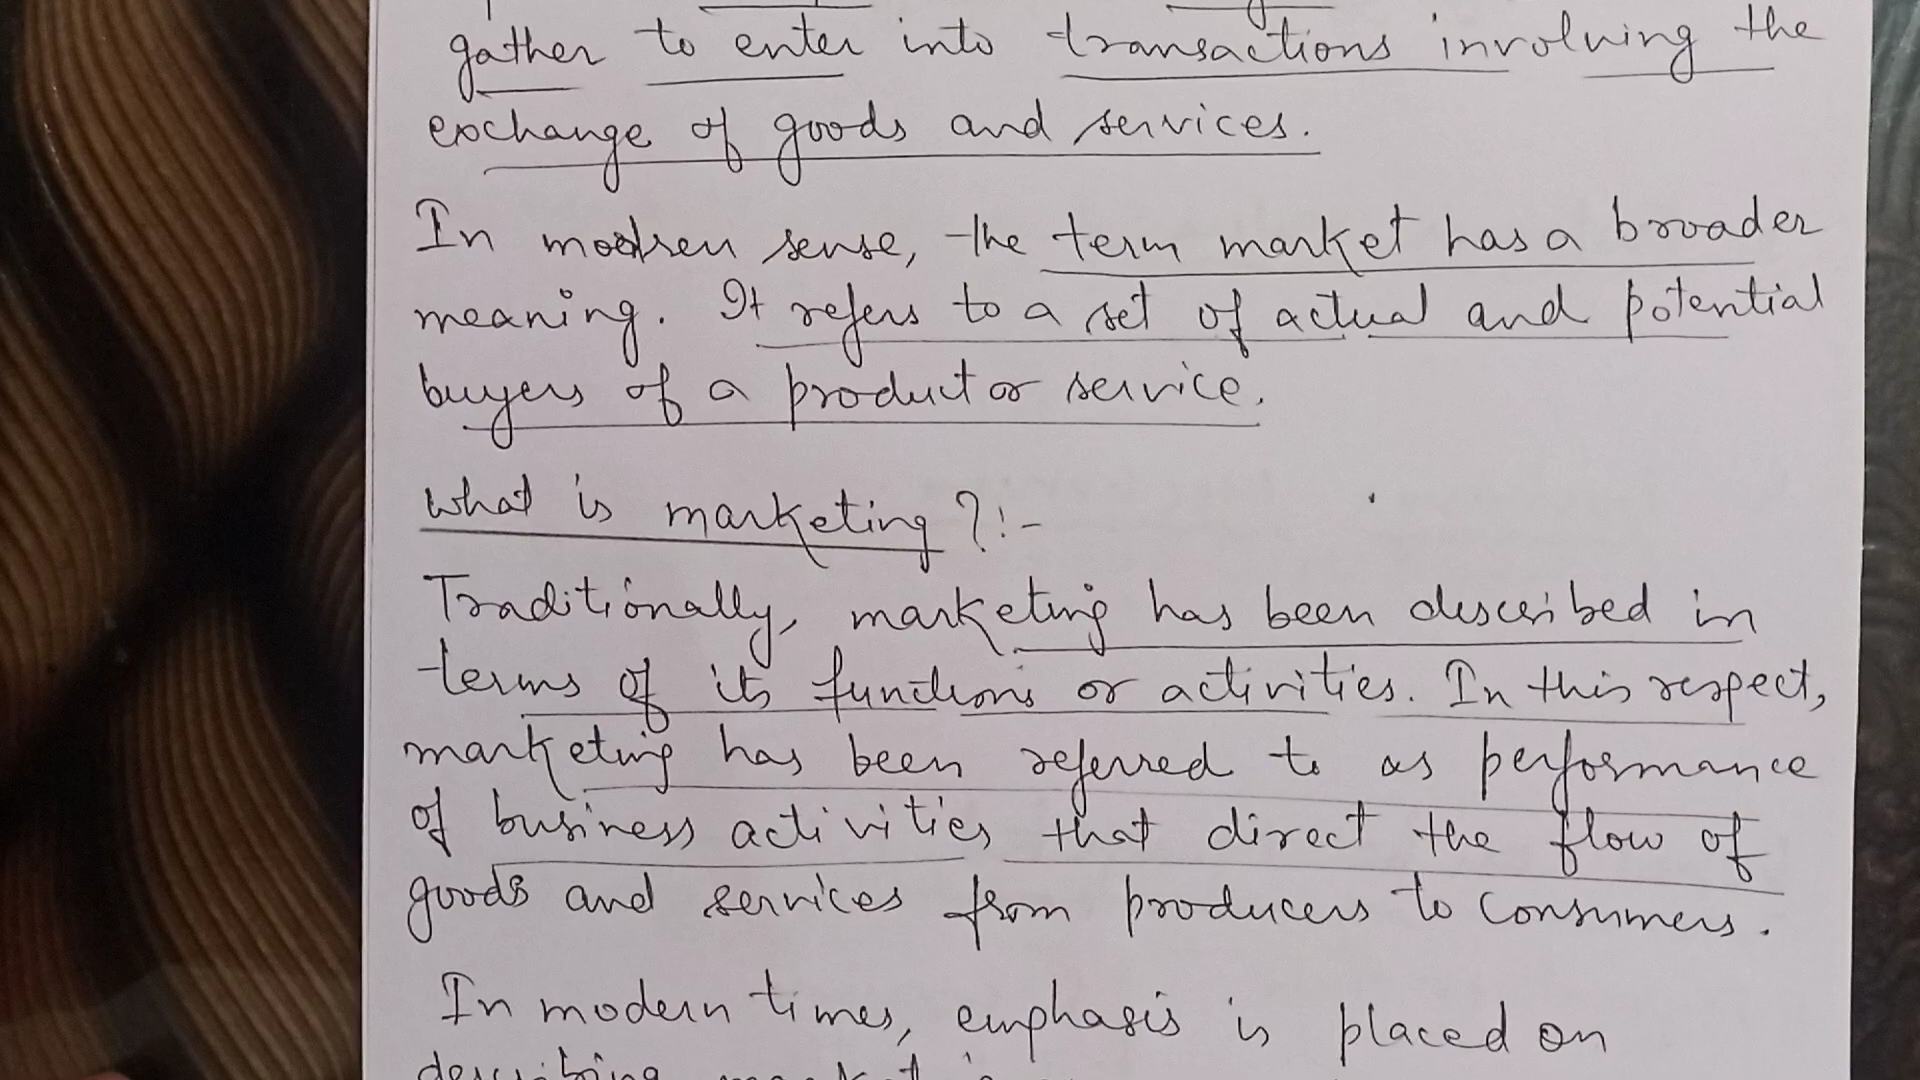 gather to enter into transactions involving the
exchange of goods and services.
In modren sense, the term market has a broader
meaning. It refers to a set of actual and potential
buyers of a product or service.
What is marketing?:-
Traditionally, marketing has been described in
terms of its functions or activities. In this respect,
marketing has been referred to as performance
of business activities that direct the flow of
goods and services from producers to consumers.
In modern times, emphasis is placed on
describing